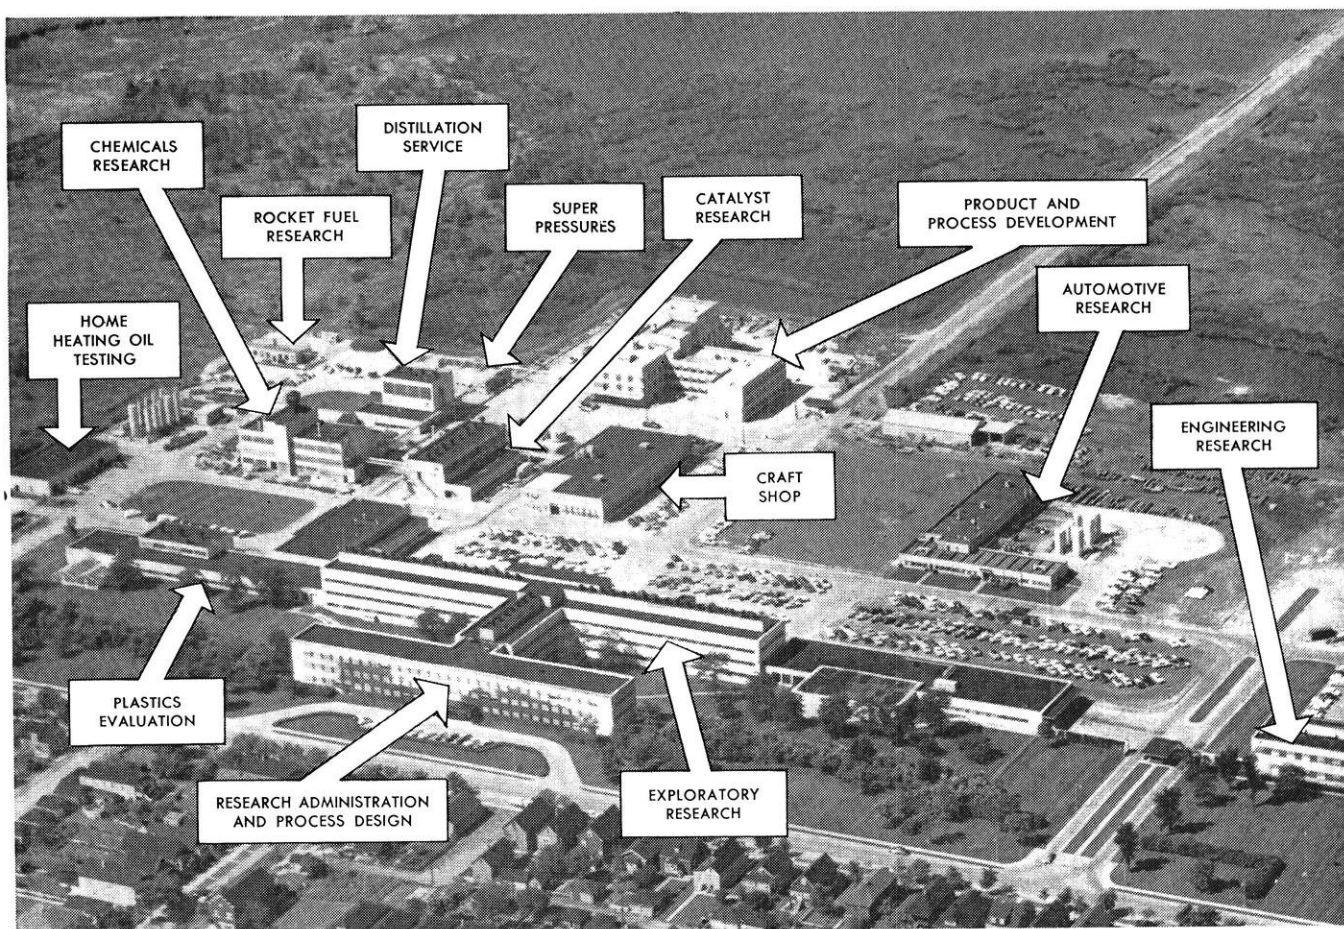 CHEMICALS
RESEARCH
DISTILLATION
SERVICE
ROCKET FUEL
RESEARCH
SUPER
PRESSURES
CATALYST
RESEARCH
PRODUCT AND
PROCESS DEVELOPMENT
HOME
HEATING OIL
TESTING
AUTOMOTIVE
RESEARCH
ENGINEERING
RESEARCH
CRAFT
SHOP
PLASTICS
EVALUATION
RESEARCH ADMINISTRATION
AND PROCESS DESIGN
EXPLORATORY
RESEARCH